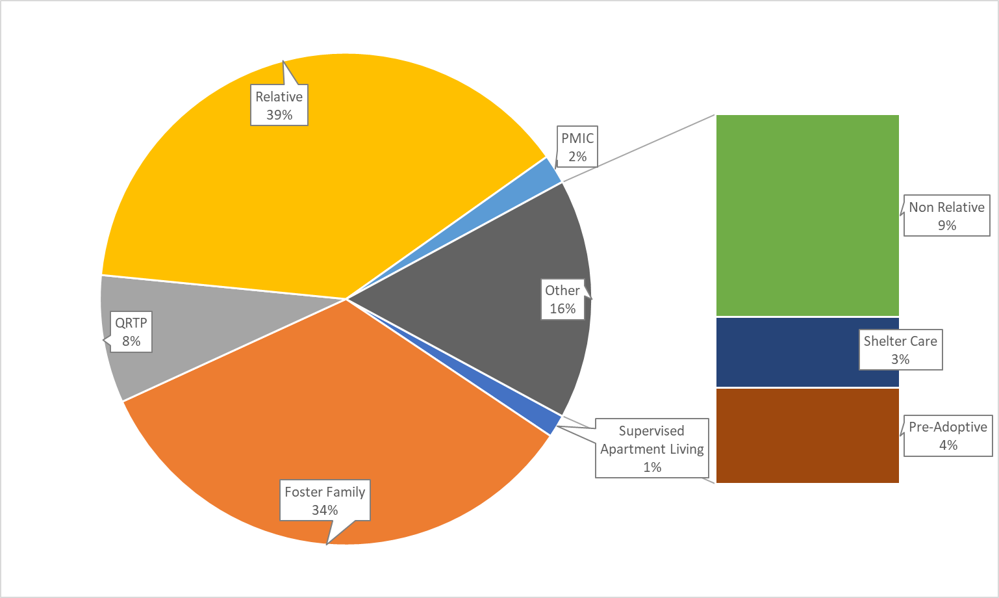 Relative
39%
PMIC
2%
Non Relative
9%
Other
16%
QRTP
8%
Shelter Care
3%
Supervised
Apartment Living
1%
Pre-Adoptive
4%
Foster Family
34%